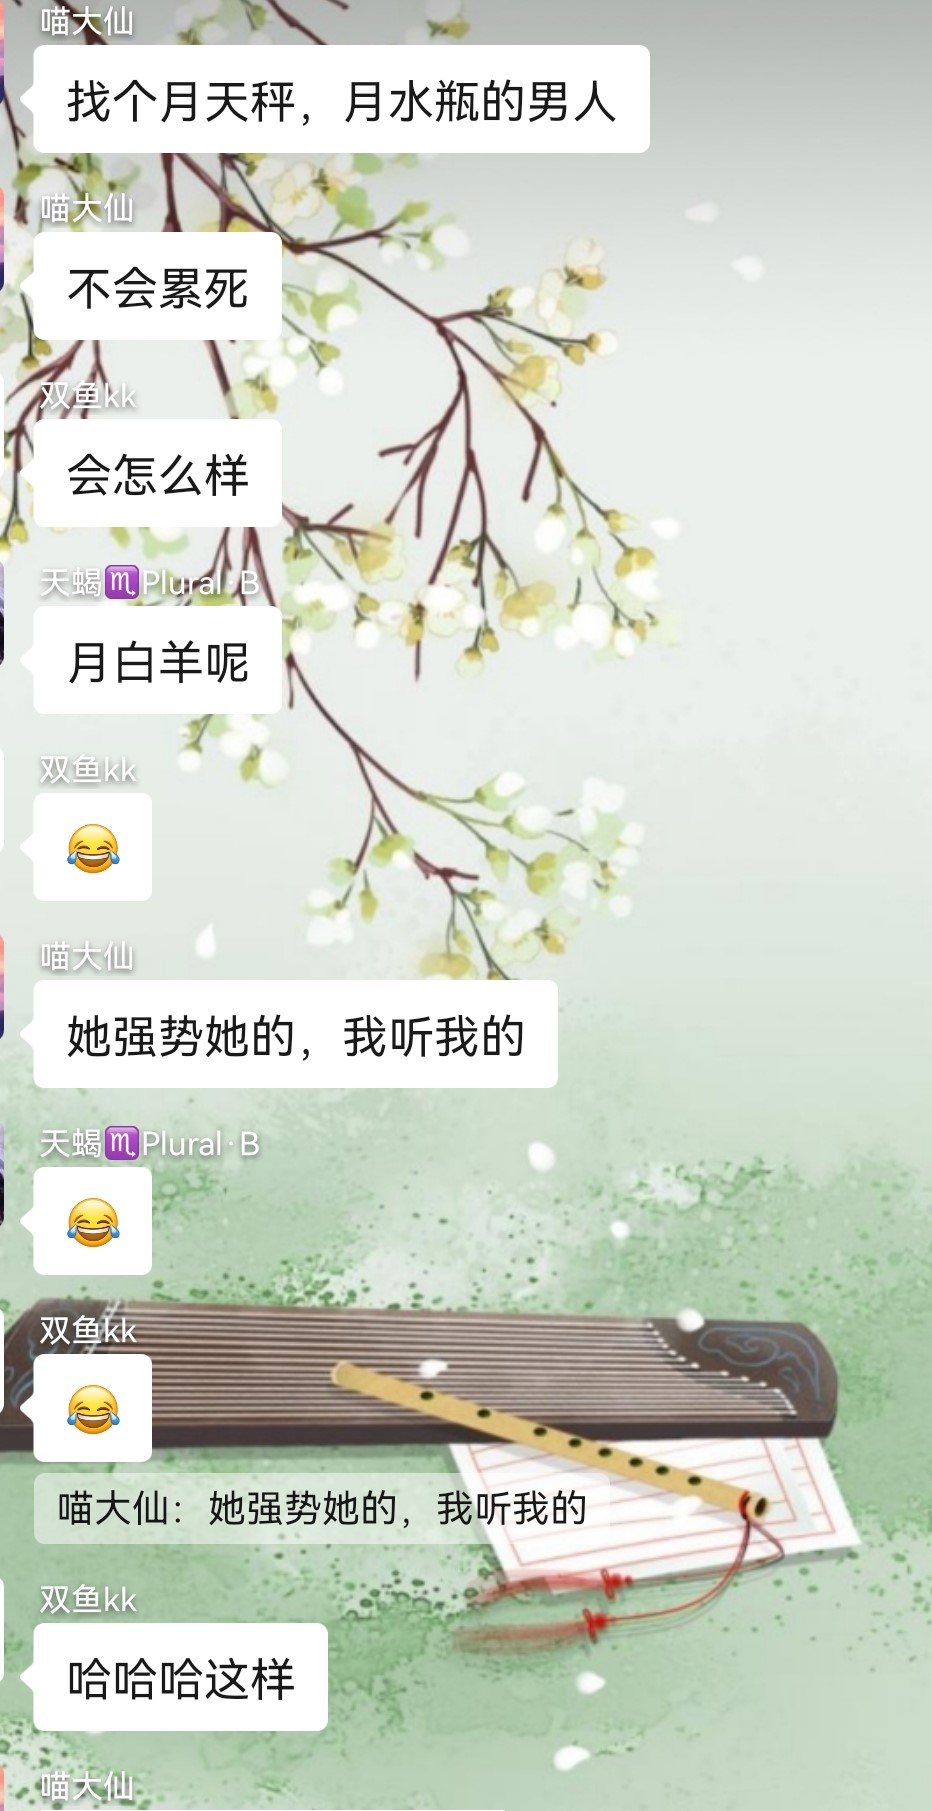 喵大仙
找个月天秤，月水瓶的男人
喵大仙
不会累死
双鱼kk
会怎么样
天蝎♏Plural·B
月白羊呢
双鱼kk
😂
喵大仙
她强势她的，我听我的
天蝎♏Plural·B
😂
双鱼kk
😂
喵大仙：她强势她的，我听我的
双鱼kk
哈哈哈这样
喵大仙